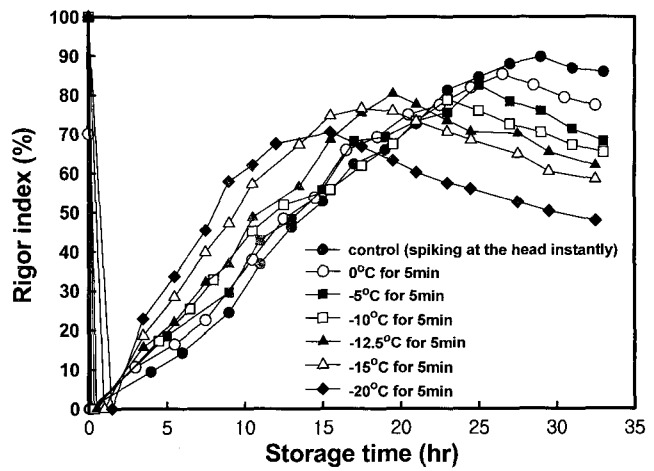 100
90
80
70
60
50
40
30
20
10
0
Rigor index (%)
control (spiking at the head instantly)
0°C for 5min
-5°C for 5min
-10°C for 5min
-12.5°C for 5min
-15°C for 5min
-20°C for 5min
0 5 10 15 20 25 30 35
Storage time (hr)